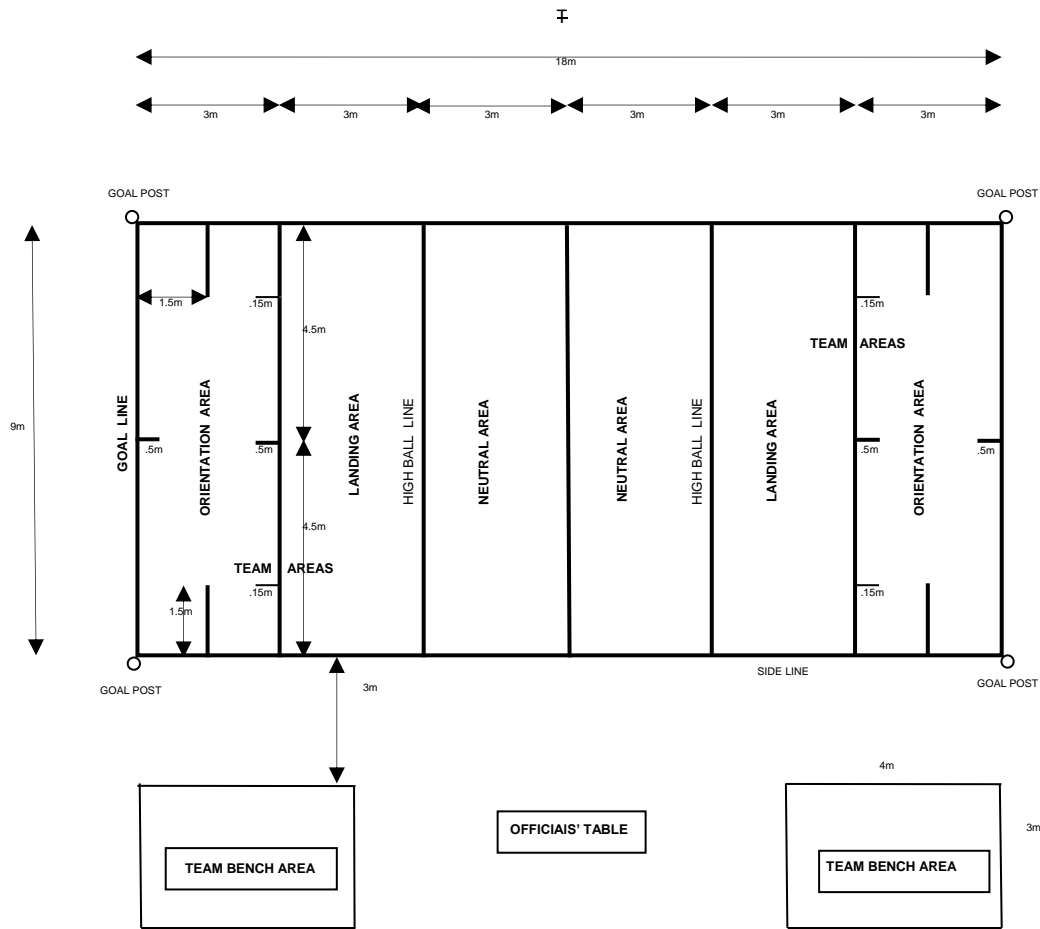 18m
3m 3m 3m 3m 3m 3m
GOAL POST GOAL POST
1.5m .15m .15m
4.5m
TEAM AREAS
9m
GOAL LINE
ORIENTATION AREA
LANDING AREA
HIGH BALL LINE
NEUTRAL AREA
NEUTRAL AREA
HIGH BALL LINE
LANDING AREA
ORIENTATION AREA
.5m .5m .5m .5m
4.5m
TEAM AREAS
.15m .15m
1.5m
SIDE LINE
GOAL POST 3m GOAL POST
4m
3m
OFFICIAIS' TABLE
TEAM BENCH AREA TEAM BENCH AREA